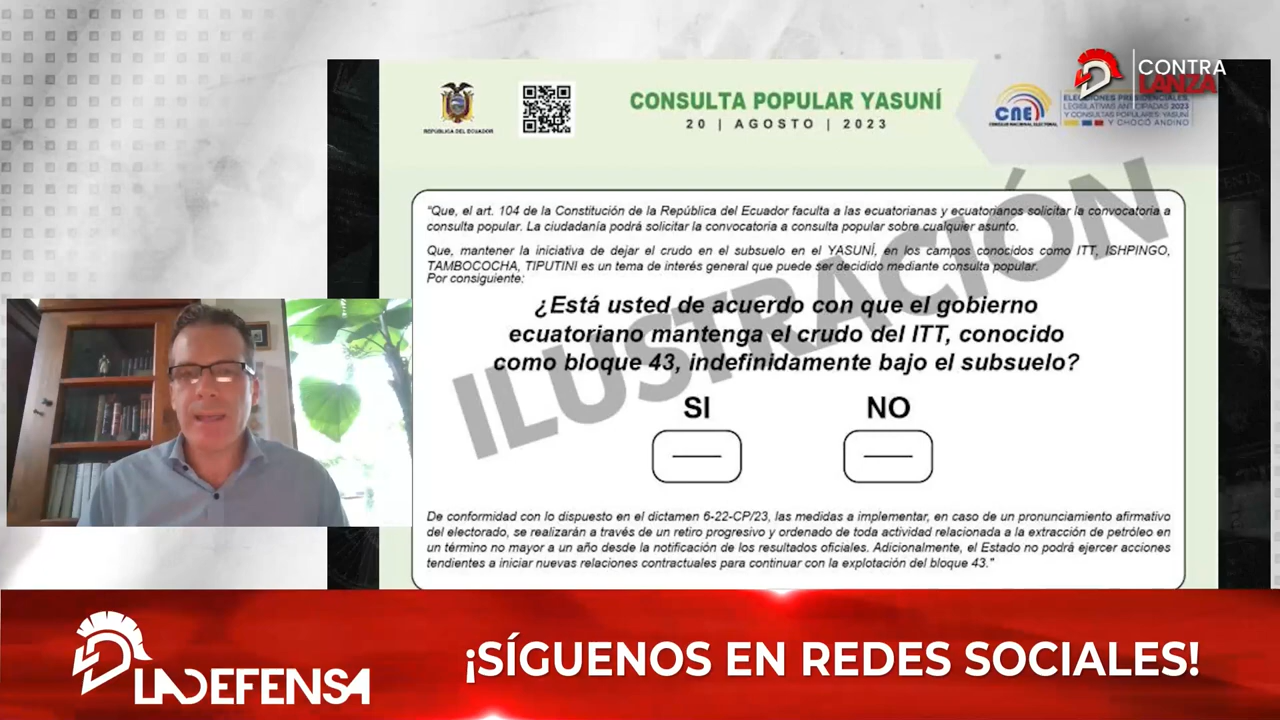 CONTRA
LANZA
REPÚBLICA DEL ECUADOR
CONSULTA POPULAR YASUNÍ
20 | AGOSTO | 2023
cne
CONSEJO NACIONAL ELECTORAL
ELECCIONES PRESIDENCIALES,
LEGISLATIVAS ANTICIPADAS 2023
Y CONSULTAS POPULARES: YASUNÍ
Y CHOCÓ ANDINO
"Que, el art. 104 de la Constitución de la República del Ecuador faculta a las ecuatorianas y ecuatorianos solicitar la convocatoria a
consulta popular. La ciudadanía podrá solicitar la convocatoria a consulta popular sobre cualquier asunto.
Que, mantener la iniciativa de dejar el crudo en el subsuelo en el YASUNÍ, en los campos conocidos como ITT, ISHPINGO,
TAMBOCOCHA, TIPUTINI es un tema de interés general que puede ser decidido mediante consulta popular.
Por consiguiente:
¿Está usted de acuerdo con que el gobierno
ecuatoriano mantenga el crudo del ITT, conocido
como bloque 43, indefinidamente bajo el subsuelo?
SI NO
ILUSTRACIÓN
De conformidad con lo dispuesto en el dictamen 6-22-CP/23, las medidas a implementar, en caso de un pronunciamiento afirmativo
del electorado, se realizarán a través de un retiro progresivo y ordenado de toda actividad relacionada a la extracción de petróleo en
un término no mayor a un año desde la notificación de los resultados oficiales. Adicionalmente, el Estado no podrá ejercer acciones
tendientes a iniciar nuevas relaciones contractuales para continuar con la explotación del bloque 43."
LADEFENSA
¡SÍGUENOS EN REDES SOCIALES!